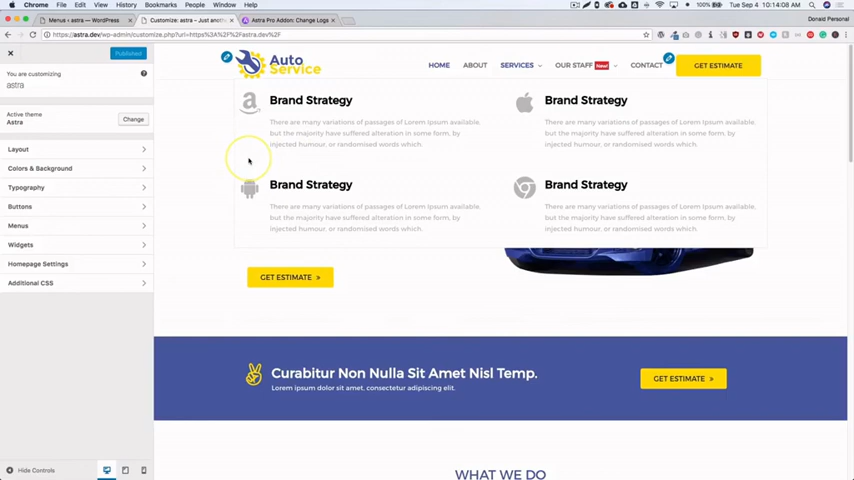 Chrome File Edit View History Bookmarks People Window Help
100% Tue Sep 4 10:14:08 AM
Menus ‹ astra — WordPress
Customize: astra – Just anoth
Astra Pro Addon: Change Logs
Donald Personal
https://astra.dev/wp-admin/customize.php?url=https%3A%2F%2Fastra.dev%2F
Published
You are customizing
astra
Active theme
Astra
Change
Layout
Colors & Background
Typography
Buttons
Menus
Widgets
Homepage Settings
Additional CSS
Hide Controls
Auto
Service
HOME ABOUT SERVICES OUR STAFF New! CONTACT GET ESTIMATE
Brand Strategy
There are many variations of passages of Lorem Ipsum available,
but the majority have suffered alteration in some form, by
injected humour, or randomised words which.
Brand Strategy
There are many variations of passages of Lorem Ipsum available,
but the majority have suffered alteration in some form, by
injected humour, or randomised words which.
Brand Strategy
There are many variations of passages of Lorem Ipsum available,
but the majority have suffered alteration in some form, by
injected humour, or randomised words which.
Brand Strategy
There are many variations of passages of Lorem Ipsum available,
but the majority have suffered alteration in some form, by
injected humour, or randomised words which.
GET ESTIMATE »
Curabitur Non Nulla Sit Amet Nisl Temp.
Lorem ipsum dolor sit amet, consectetur adipiscing elit.
GET ESTIMATE »
WHAT WE DO